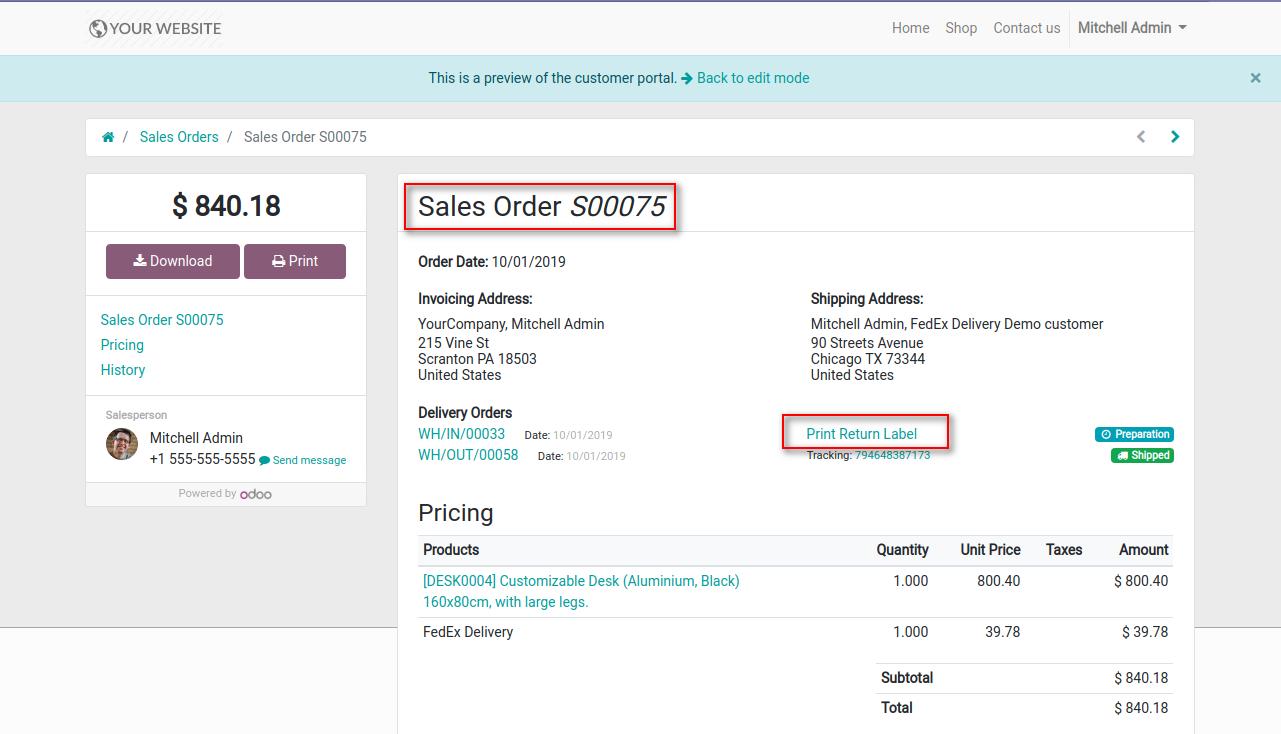 YOUR WEBSITE
Home Shop Contact us Mitchell Admin
This is a preview of the customer portal. Back to edit mode ×
/ Sales Orders / Sales Order S00075
$ 840.18
Download Print
Sales Order S00075
Pricing
History
Salesperson
Mitchell Admin
+1 555-555-5555 Send message
Powered by odoo
Sales Order S00075
Order Date: 10/01/2019
Invoicing Address:
YourCompany, Mitchell Admin
215 Vine St
Scranton PA 18503
United States
Shipping Address:
Mitchell Admin, FedEx Delivery Demo customer
90 Streets Avenue
Chicago TX 73344
United States
Delivery Orders
WH/IN/00033 Date: 10/01/2019 Print Return Label Preparation
WH/OUT/00058 Date: 10/01/2019 Tracking: 794648387173 Shipped
Pricing
Products Quantity Unit Price Taxes Amount
[DESK0004] Customizable Desk (Aluminium, Black) 1.000 800.40 $ 800.40
160x80cm, with large legs.
FedEx Delivery 1.000 39.78 $ 39.78
Subtotal $ 840.18
Total $ 840.18